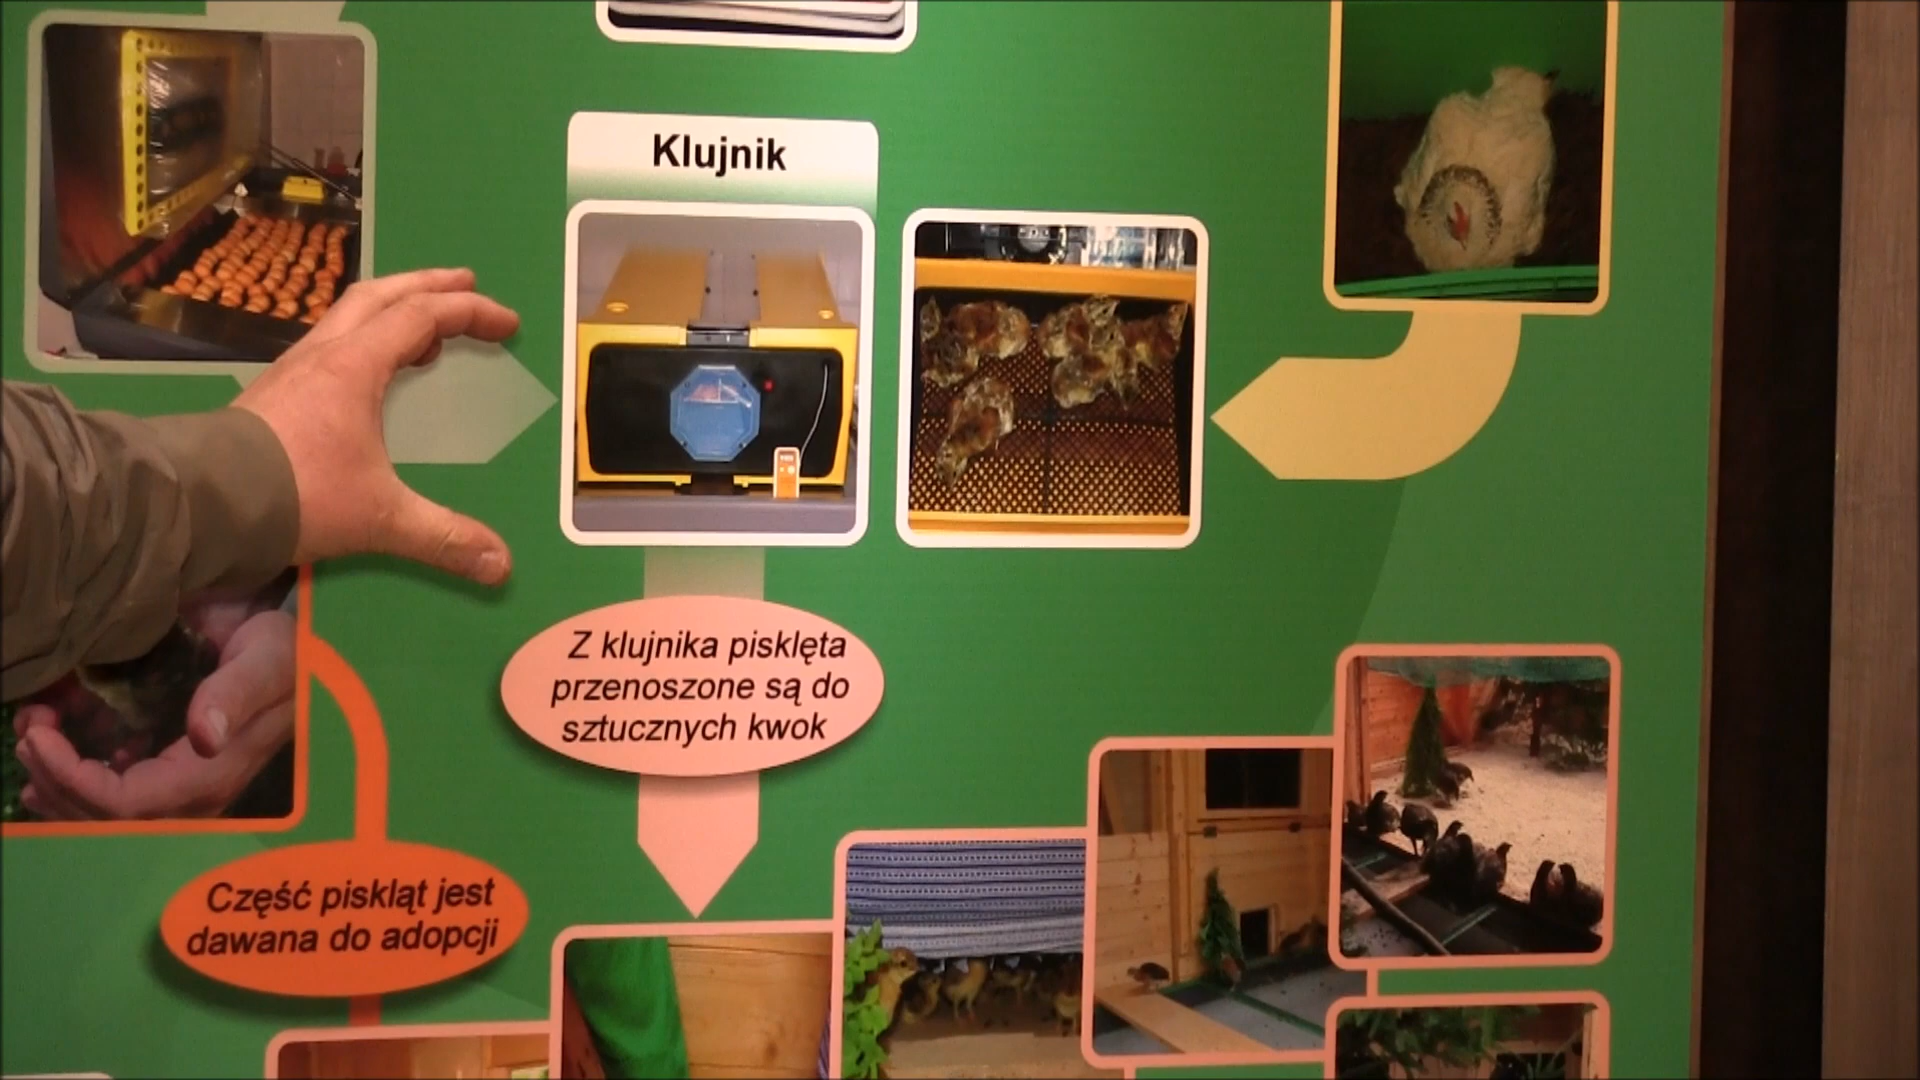 Klujnik
Z klujnika pisklęta
przenoszone są do
sztucznych kwok
Część piskląt jest
dawana do adopcji